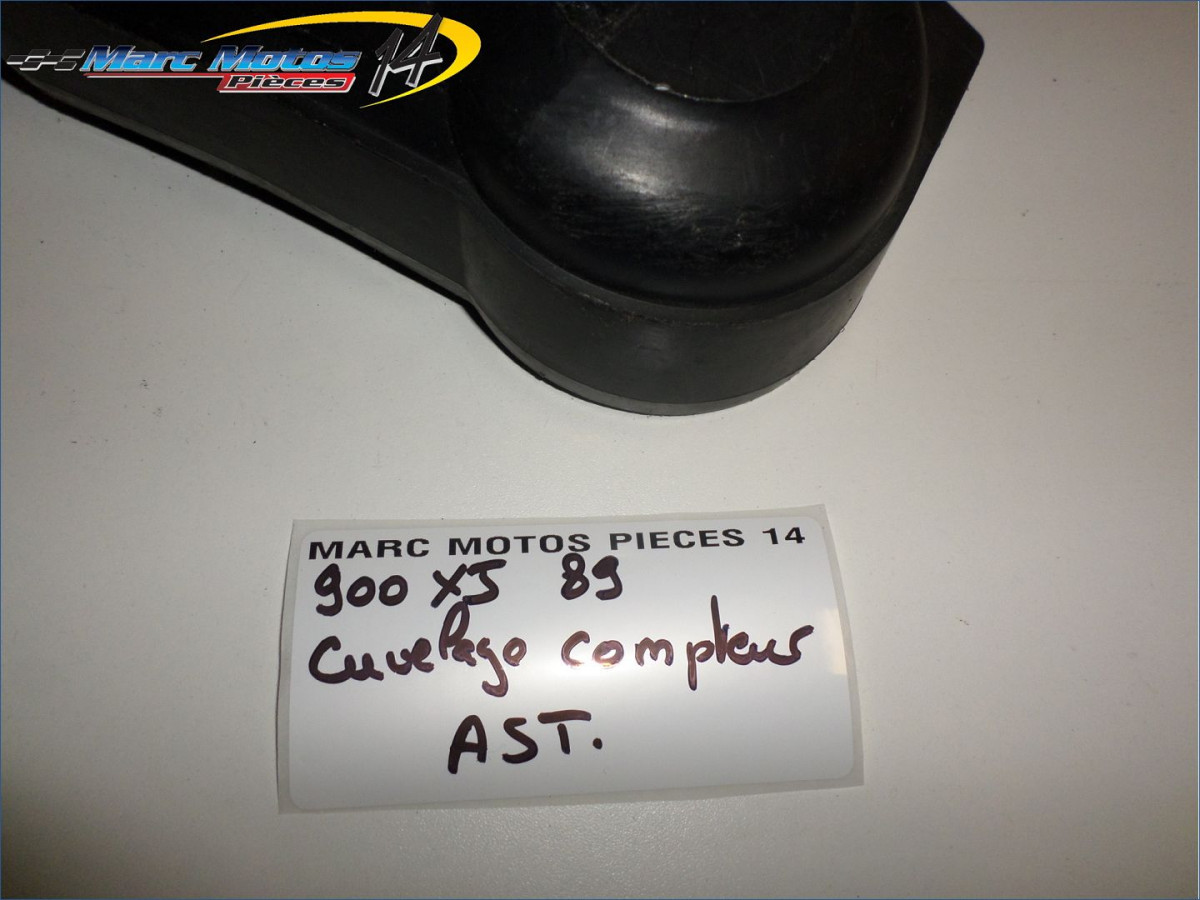 Marc Motos 14
Pièces
MARC MOTOS PIECES 14
900 XJ 89
Cuvelage compteur
AST.